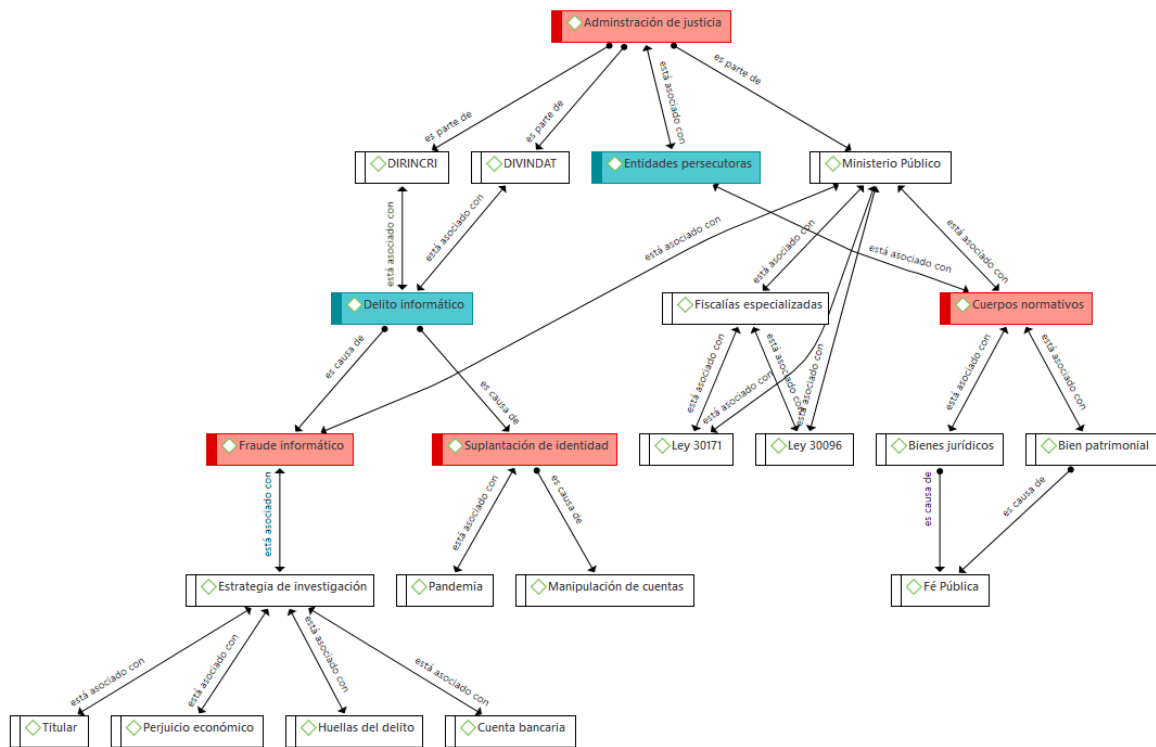 Adminstración de justicia
es parte de
es parte de
está asociado con
es parte de
DIRINCRI
DIVINDAT
Entidades persecutoras
Ministerio Público
está asociado con
está asociado con
está asociado con
está asociado con
está asociado con
está asociado con
Delito informático
Fiscalías especializadas
Cuerpos normativos
es causa de
es causa de
está asociado con
está asociado con
está asociado con
está asociado con
está asociado con
está asociado con
Fraude informático
Suplantación de identidad
Ley 30171
Ley 30096
Bienes jurídicos
Bien patrimonial
está asociado con
está asociado con
es causa de
es causa de
es causa de
Estrategia de investigación
Pandemia
Manipulación de cuentas
Fé Pública
está asociado con
está asociado con
está asociado con
está asociado con
Titular
Perjuicio económico
Huellas del delito
Cuenta bancaria